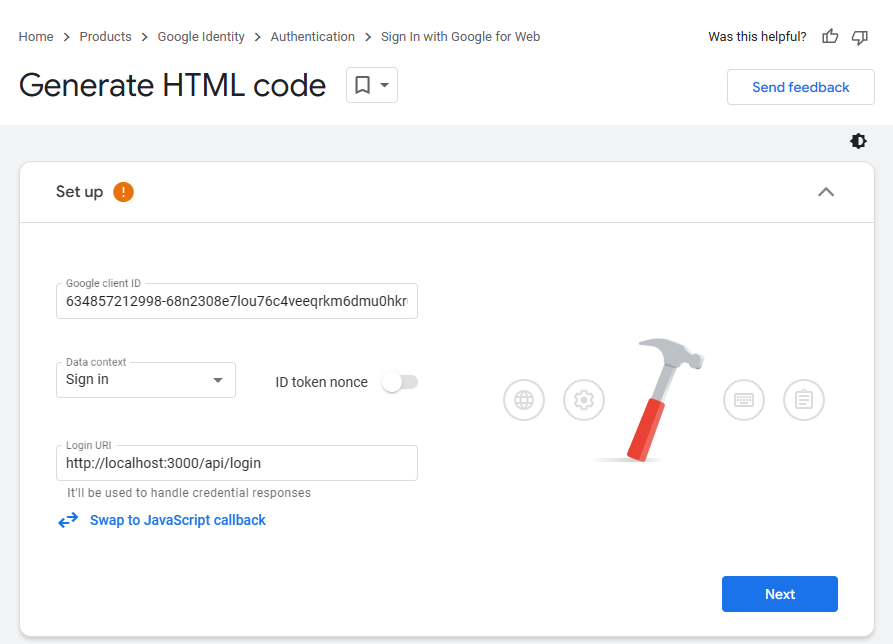 Home > Products > Google Identity > Authentication > Sign In with Google for Web
Was this helpful?
Generate HTML code
Send feedback
Set up
Google client ID
634857212998-68n2308e7lou76c4veeqrkm6dmu0hkr
Data context
Sign in
ID token nonce
Login URI
http://localhost:3000/api/login
It'll be used to handle credential responses
Swap to JavaScript callback
Next